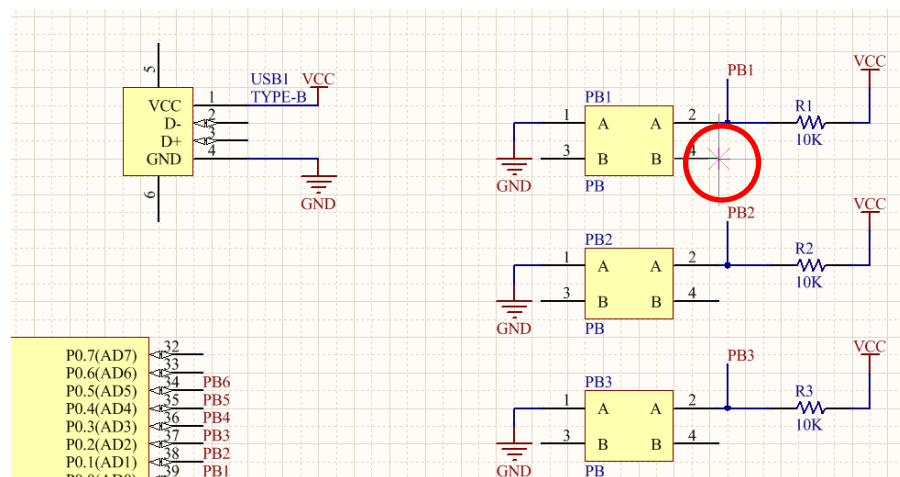 5
USB1 VCC
TYPE-B
VCC 1
D- 2
D+ 3
GND 4
6
GND
PB1
VCC
PB1
1 A A 2
R1
10K
3 B B 4
GND
PB
PB2
VCC
PB2
1 A A 2
R2
10K
3 B B 4
GND
PB
PB3
VCC
PB3
1 A A 2
R3
10K
3 B B 4
GND
PB
P0.7(AD7) 32
P0.6(AD6) 33
P0.5(AD5) 34 PB6
P0.4(AD4) 35 PB5
P0.3(AD3) 36 PB4
P0.2(AD2) 37 PB3
P0.1(AD1) 38 PB2
P0.0(AD0) 39 PB1